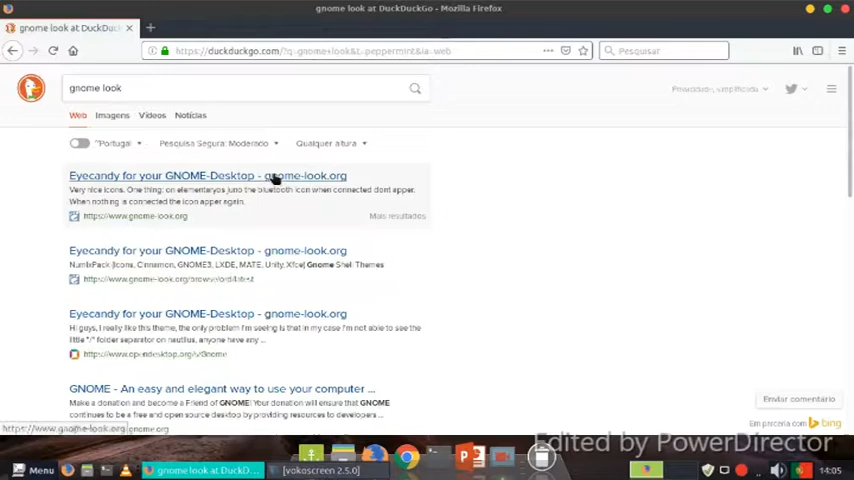 gnome look at DuckDuckGo - Mozilla Firefox
gnome look at DuckDuc
https://duckduckgo.com/?q=gnome+look&t=peppermint&ia=web
Pesquisar
gnome look
Privacidade, simplificada
Web Imagens Vídeos Notícias
Portugal Pesquisa Segura: Moderado Qualquer altura
Eyecandy for your GNOME-Desktop - gnome-look.org
Very nice icons. One thing: on elementaryos juno the bluetooth icon when connected dont apper.
When nothing is connected the icon apper again.
https://www.gnome-look.org Mais resultados
Eyecandy for your GNOME-Desktop - gnome-look.org
NumixPack (Icons, Cinnamon, GNOME3, LXDE, MATE, Unity, Xfce) Gnome Shell Themes
https://www.gnome-look.org/browse/ord/latest
Eyecandy for your GNOME-Desktop - gnome-look.org
Hi guys, I really like this theme, the only problem I'm seeing is that in my case I'm not able to see the
little "/" folder separator on nautilus, anyone have any ...
https://www.opendesktop.org/s/Gnome
GNOME - An easy and elegant way to use your computer ...
Make a donation and become a Friend of GNOME! Your donation will ensure that GNOME
continues to be a free and open source desktop by providing resources to developers ...
Enviar comentário
Em parceria com bing
https://www.gnome-look.org
gnome.org
Edited by PowerDirector
Menu
gnome look at DuckD...
[vokoscreen 2.5.0]
14:05